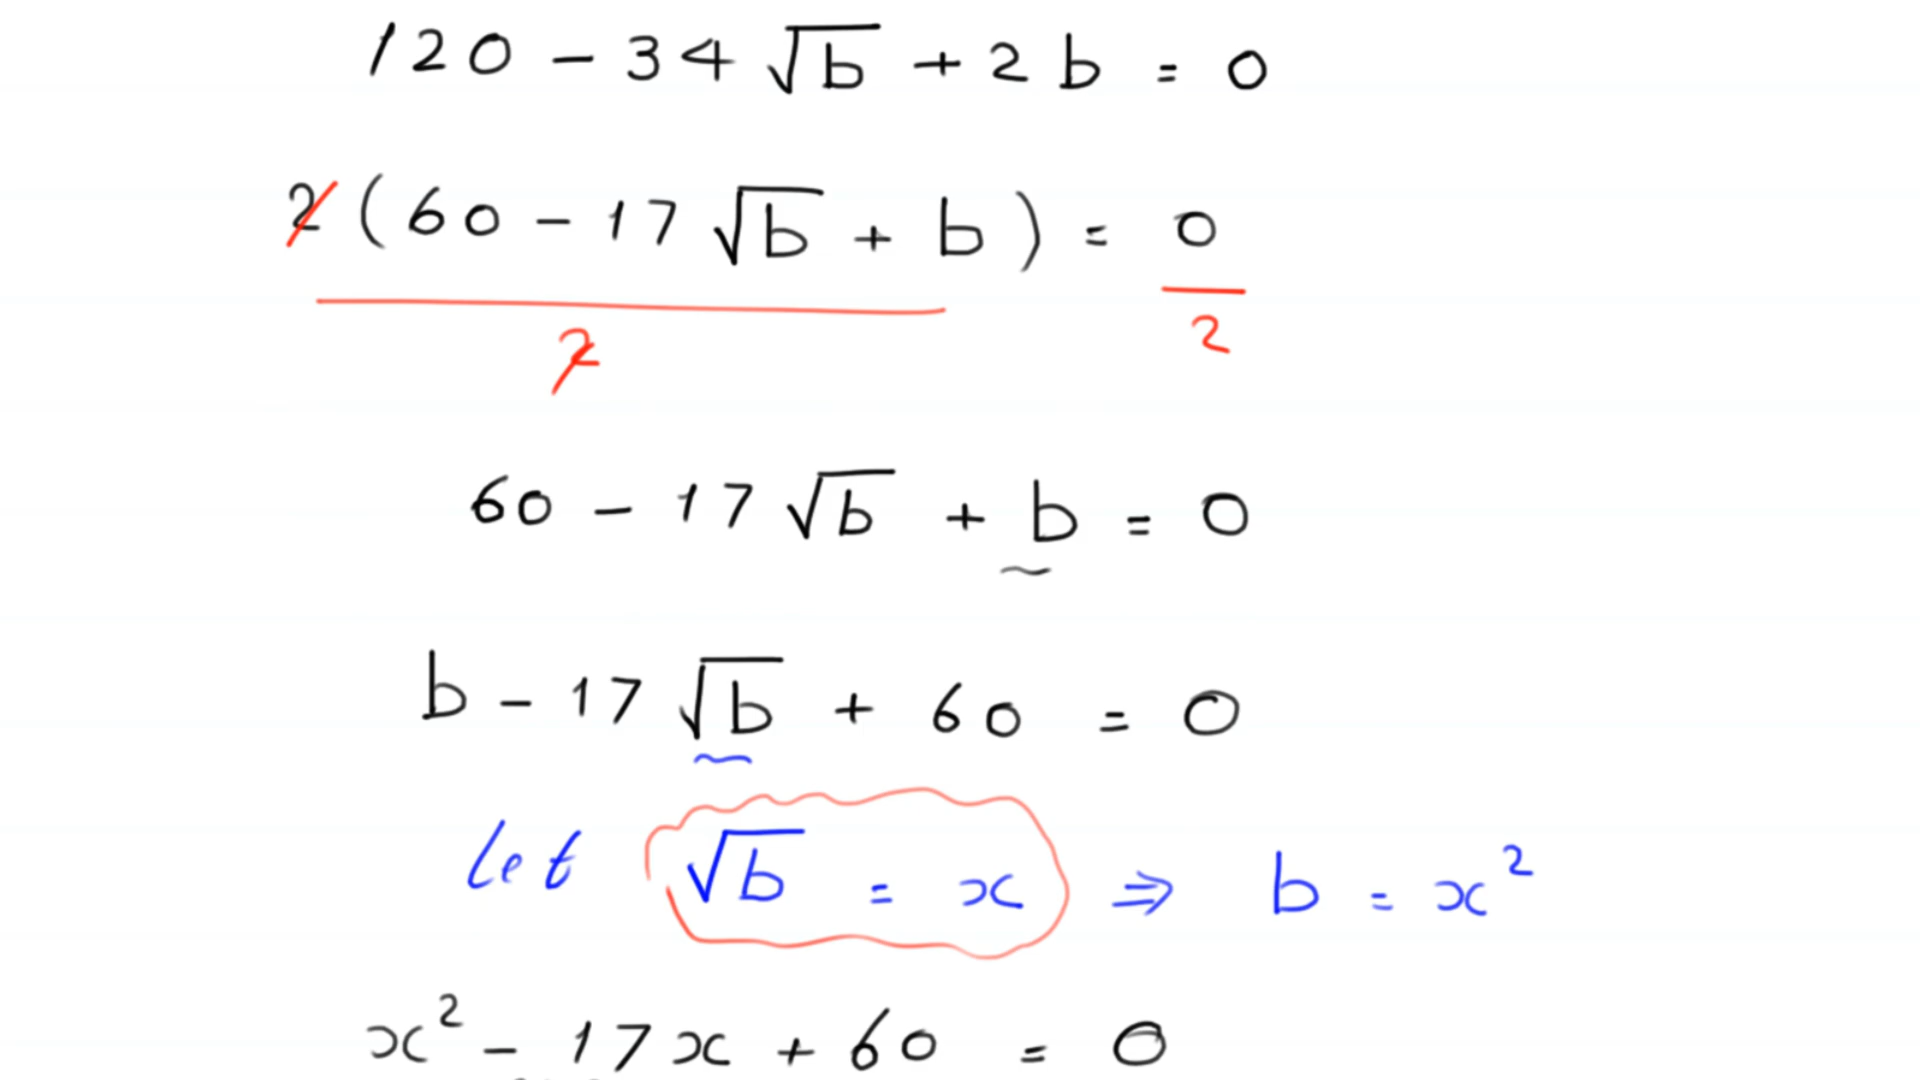 120 - 34 √b + 2b = 0
2 (60 - 17 √b + b) = 0
2 2
60 - 17 √b + b = 0
b - 17 √b + 60 = 0
let √b = x ⇒ b = x²
x² - 17x + 60 = 0